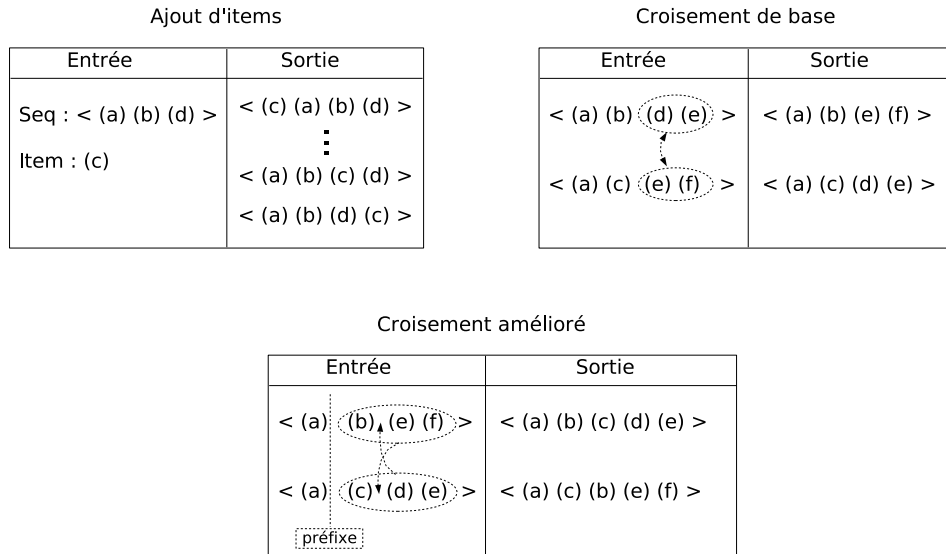 Ajout d'items
Entrée Sortie
Seq : < (a) (b) (d) >
Item : (c)
< (c) (a) (b) (d) >
< (a) (b) (c) (d) >
< (a) (b) (d) (c) >
Croisement de base
Entrée Sortie
< (a) (b) (d) (e) > < (a) (b) (e) (f) >
< (a) (c) (e) (f) > < (a) (c) (d) (e) >
Croisement amélioré
Entrée Sortie
< (a) (b) (e) (f) > < (a) (b) (c) (d) (e) >
< (a) (c) (d) (e) > < (a) (c) (b) (e) (f) >
préfixe